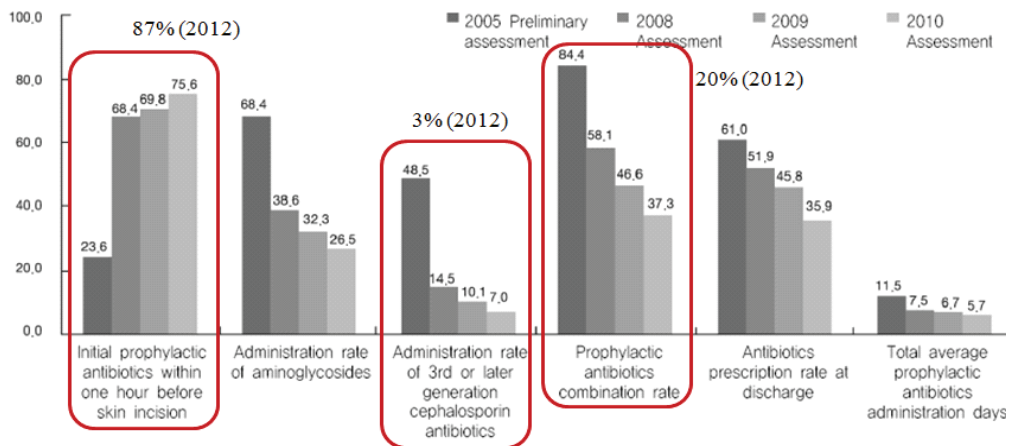 100,0
80,0
60,0
40,0
20,0
0,0
87% (2012)
3% (2012)
20% (2012)
2005 Preliminary
assessment
2008
Assessment
2009
Assessment
2010
Assessment
23,6
68,4
69,8
75,6
68,4
38,6
32,3
26,5
48,5
14,5
10,1
7,0
84,4
58,1
46,6
37,3
61,0
51,9
45,8
35,9
11,5
7,5
6,7
5,7
Initial prophylactic
antibiotics within
one hour before
skin incision
Administration rate
of aminoglycosides
Administration rate
of 3rd or later
generation
cephalosporin
antibiotics
Prophylactic
antibiotics
combination rate
Antibiotics
prescription rate at
discharge
Total average
prophylactic
antibiotics
administration days